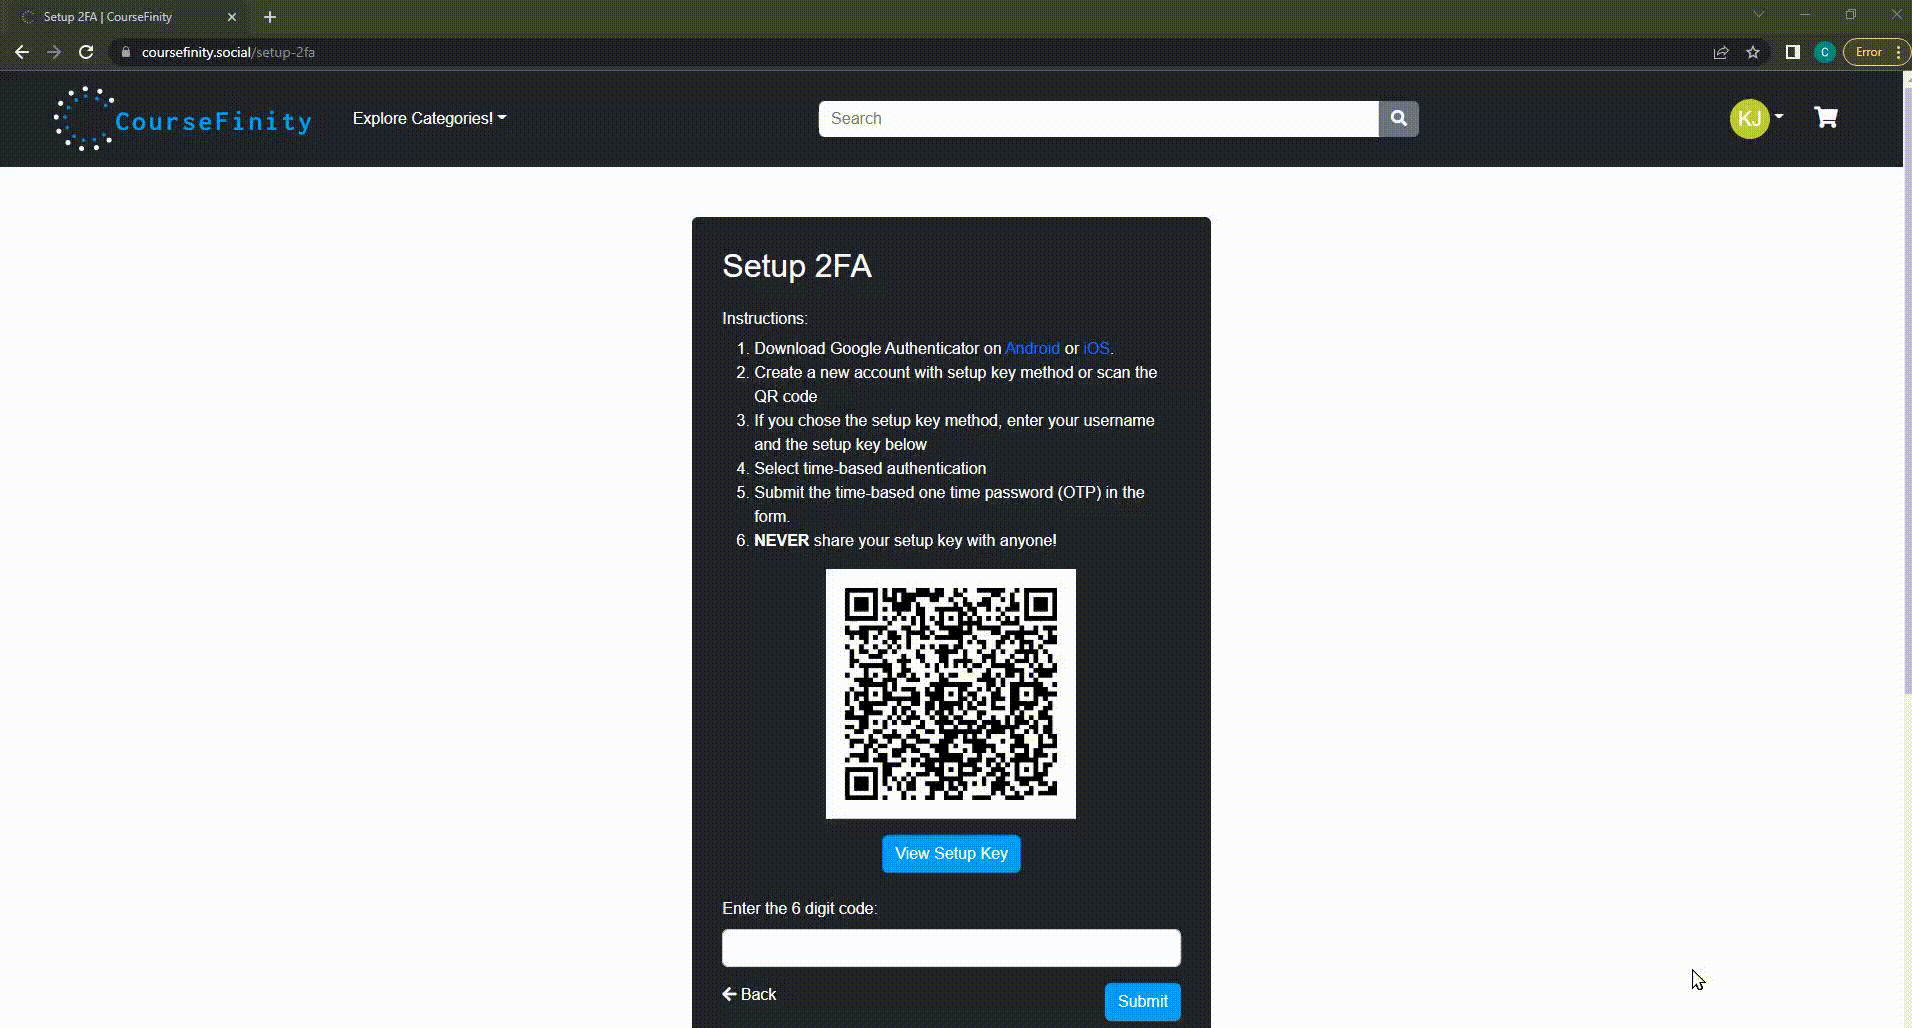 Setup 2FA | CourseFinity
coursefinity.social/setup-2fa
C
Error
CourseFinity
Explore Categories!
Search
KJ
Setup 2FA
Instructions:
1. Download Google Authenticator on Android or iOS.
2. Create a new account with setup key method or scan the
QR code
3. If you chose the setup key method, enter your username
and the setup key below
4. Select time-based authentication
5. Submit the time-based one time password (OTP) in the
form.
6. NEVER share your setup key with anyone!
View Setup Key
Enter the 6 digit code:
Back
Submit